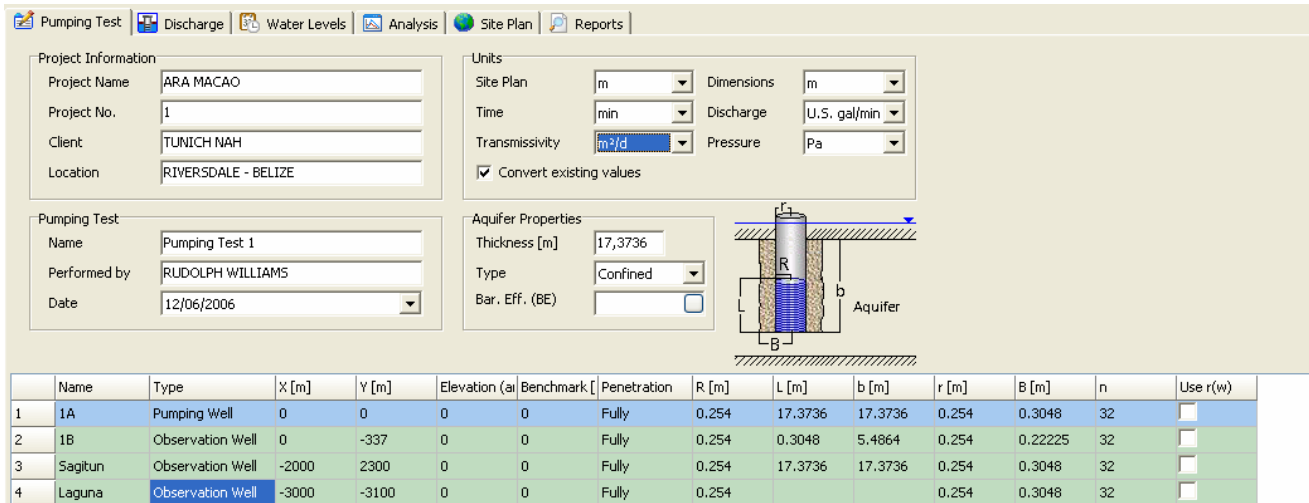 Pumping Test Discharge Water Levels Analysis Site Plan Reports
Project Information
Project Name ARA MACAO
Project No. 1
Client TUNICH NAH
Location RIVERSDALE - BELIZE
Units
Site Plan m Dimensions m
Time min Discharge U.S. gal/min
Transmissivity m²/d Pressure Pa
Convert existing values
Pumping Test
Name Pumping Test 1
Performed by RUDOLPH WILLIAMS
Date 12/06/2006
Aquifer Properties
Thickness [m] 17,3736
Type Confined
Bar. Eff. (BE)
r
R
L
b
Aquifer
B
Name Type X [m] Y [m] Elevation (a Benchmark [ Penetration R [m] L [m] b [m] r [m] B [m] n Use r(w)
1 1A Pumping Well 0 0 0 0 Fully 0.254 17.3736 17.3736 0.254 0.3048 32
2 1B Observation Well 0 -337 0 0 Fully 0.254 0.3048 5.4864 0.254 0.22225 32
3 Sagitun Observation Well -2000 2300 0 0 Fully 0.254 17.3736 17.3736 0.254 0.3048 32
4 Laguna Observation Well -3000 -3100 0 0 Fully 0.254 0.254 0.3048 32